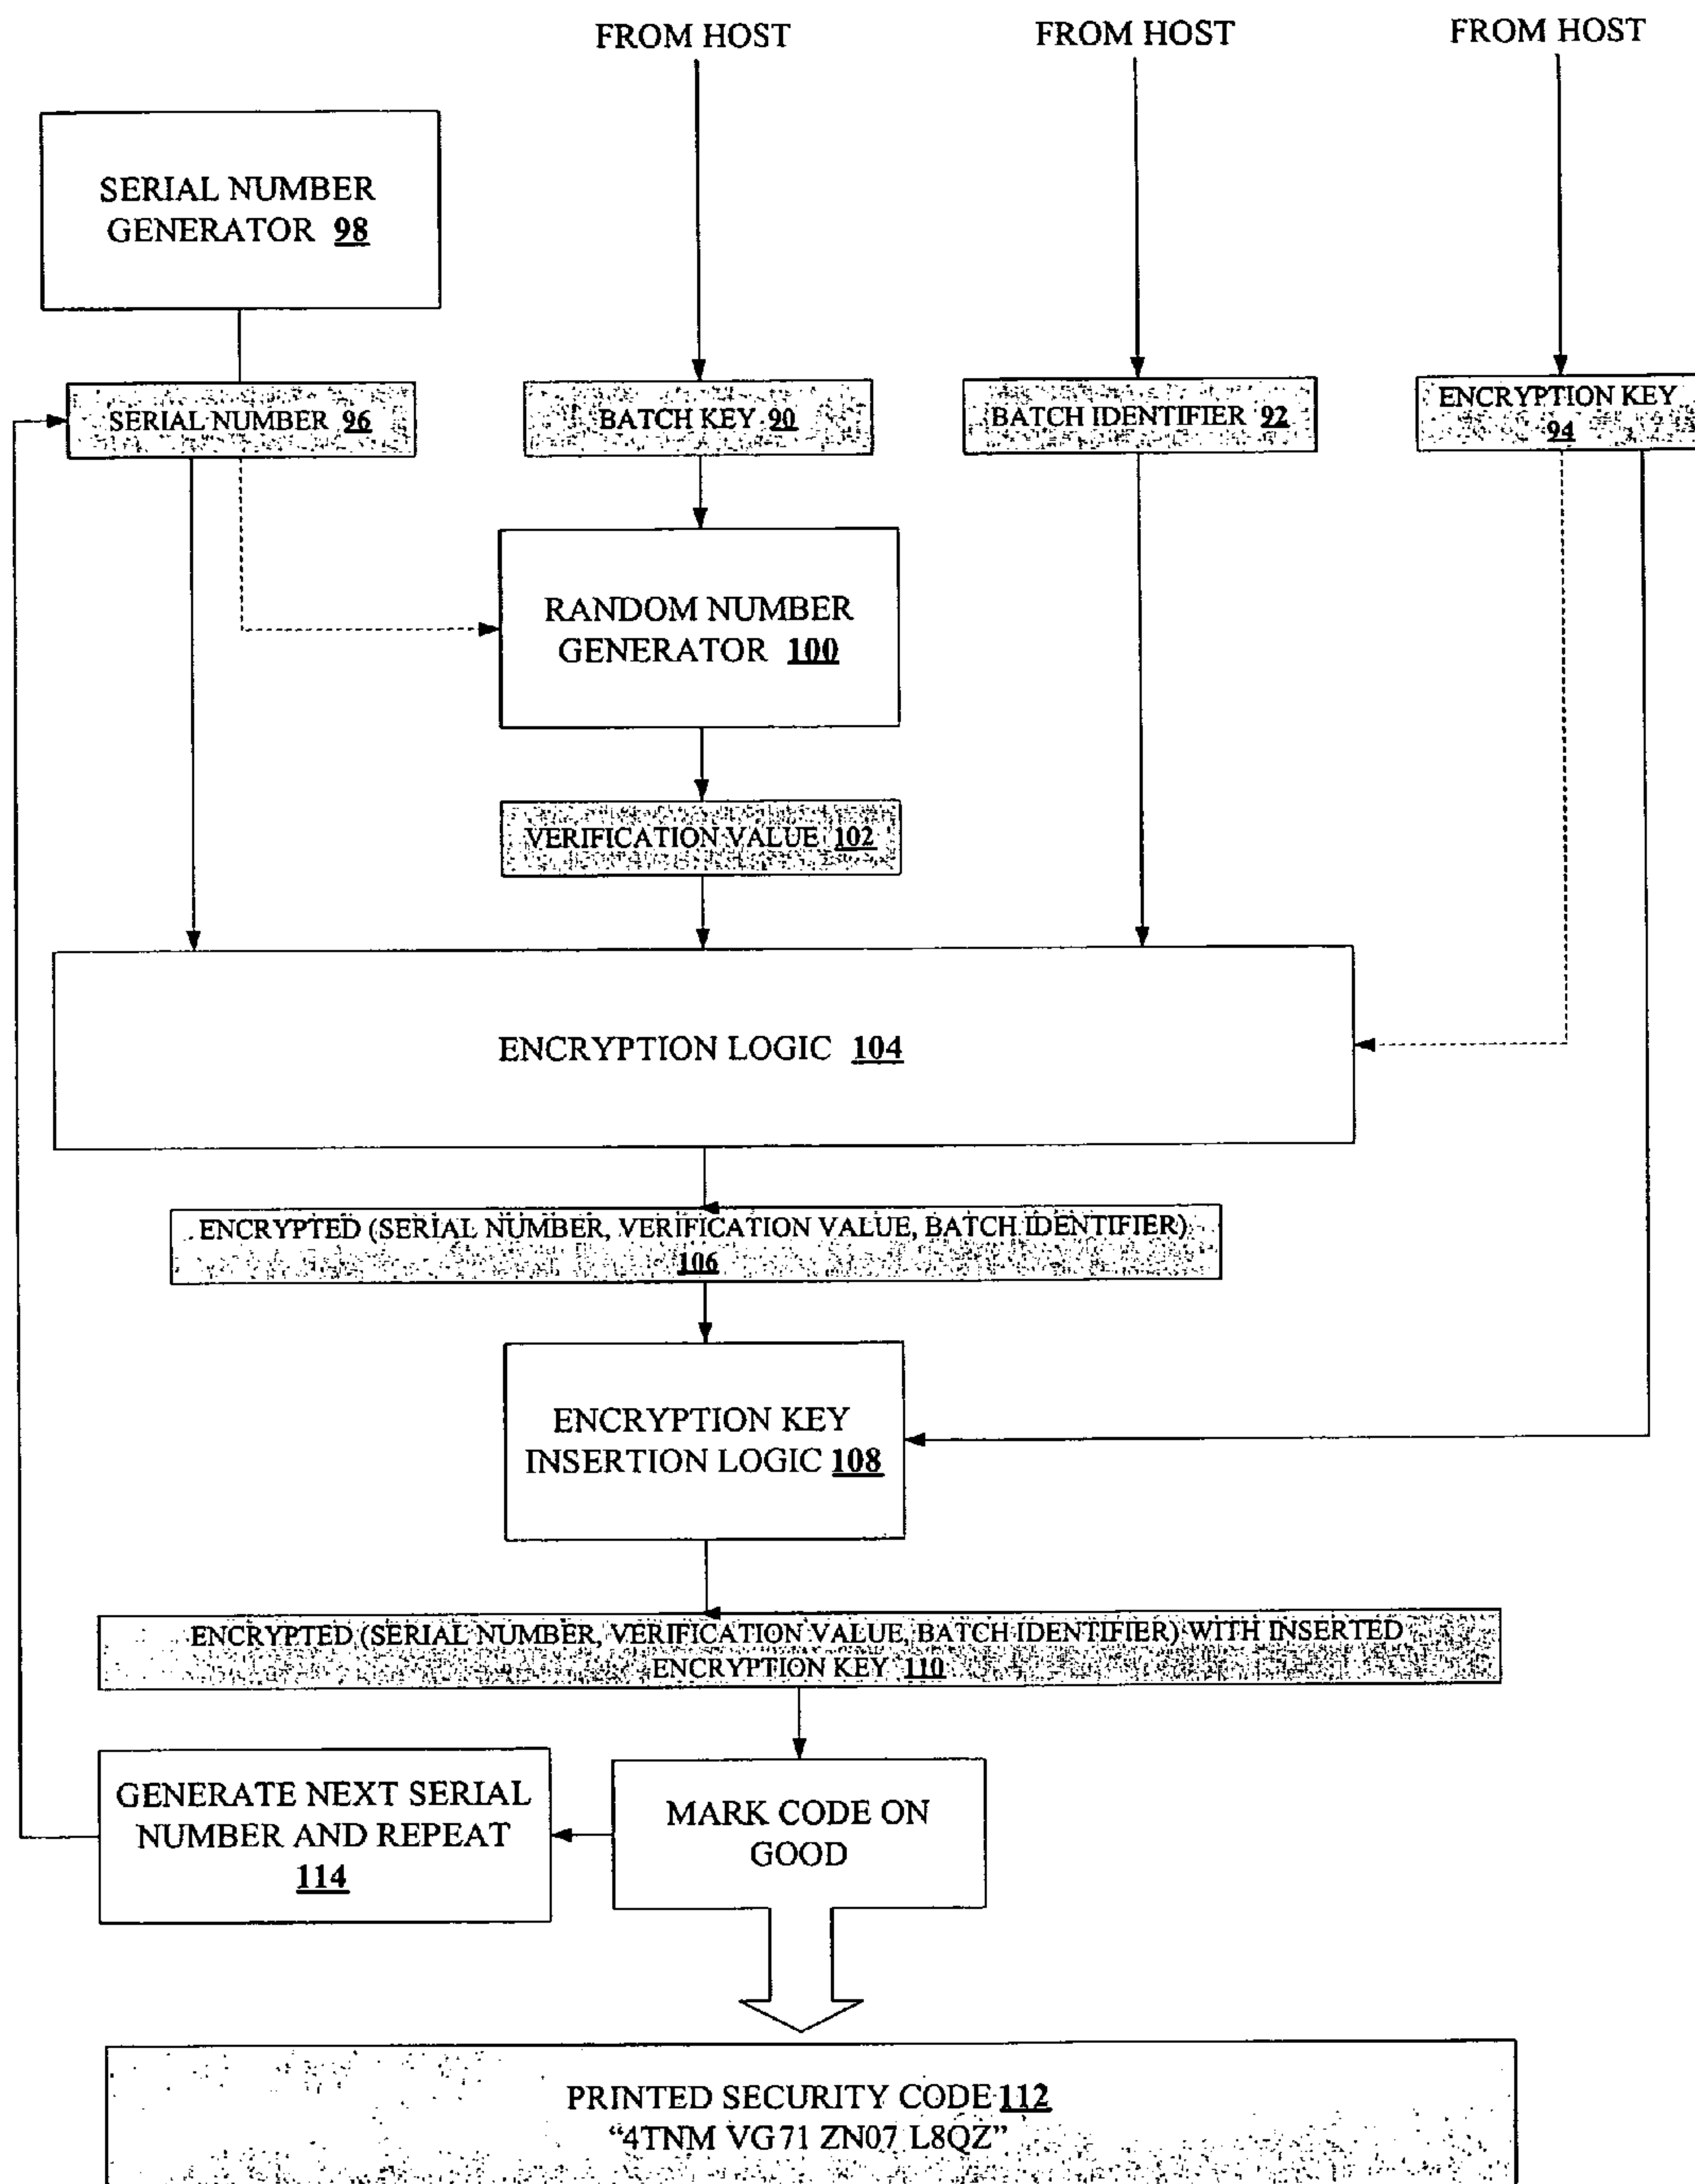 FROM HOST
FROM HOST
FROM HOST
SERIAL NUMBER
GENERATOR 98
SERIAL NUMBER 96
BATCH KEY 90
BATCH IDENTIFIER 92
ENCRYPTION KEY
94
RANDOM NUMBER
GENERATOR 100
VERIFICATION VALUE 102
ENCRYPTION LOGIC 104
ENCRYPTED (SERIAL NUMBER, VERIFICATION VALUE, BATCH IDENTIFIER)
106
ENCRYPTION KEY
INSERTION LOGIC 108
ENCRYPTED (SERIAL NUMBER, VERIFICATION VALUE, BATCH IDENTIFIER) WITH INSERTED
ENCRYPTION KEY 110
GENERATE NEXT SERIAL
NUMBER AND REPEAT
114
MARK CODE ON
GOOD
PRINTED SECURITY CODE 112
“4TNM VG71 ZN07 L8QZ”